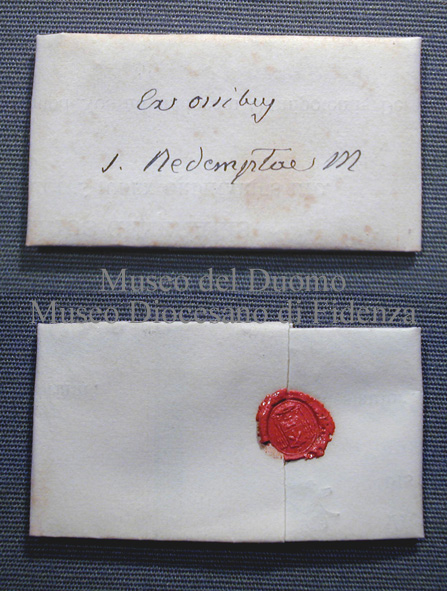 Ex ossibus
s. Redemptae M
Museo del Duomo
Museo Diocesano di Fidenza